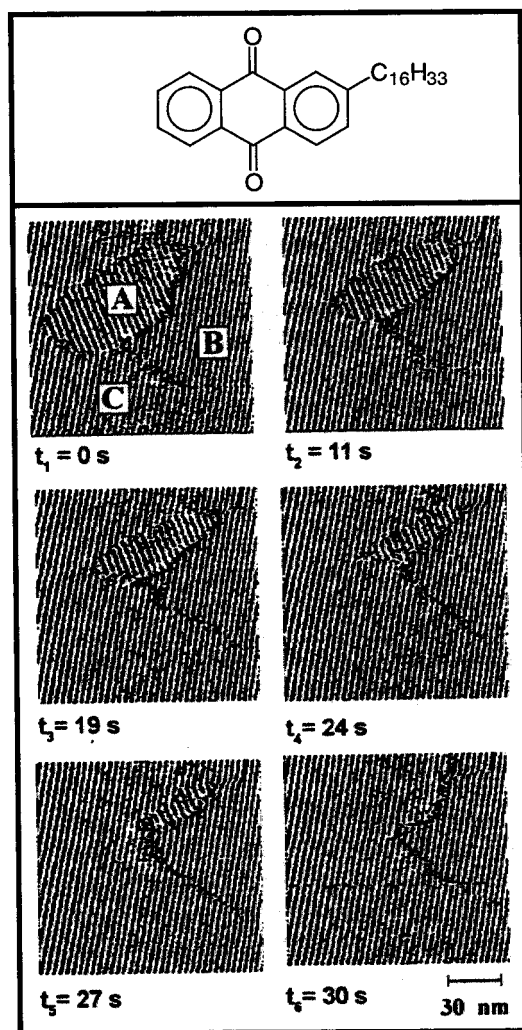 O
C16H33
O
A
B
C
t1 = 0 s
t2 = 11 s
t3 = 19 s
t4 = 24 s
t5 = 27 s
t6 = 30 s
30 nm